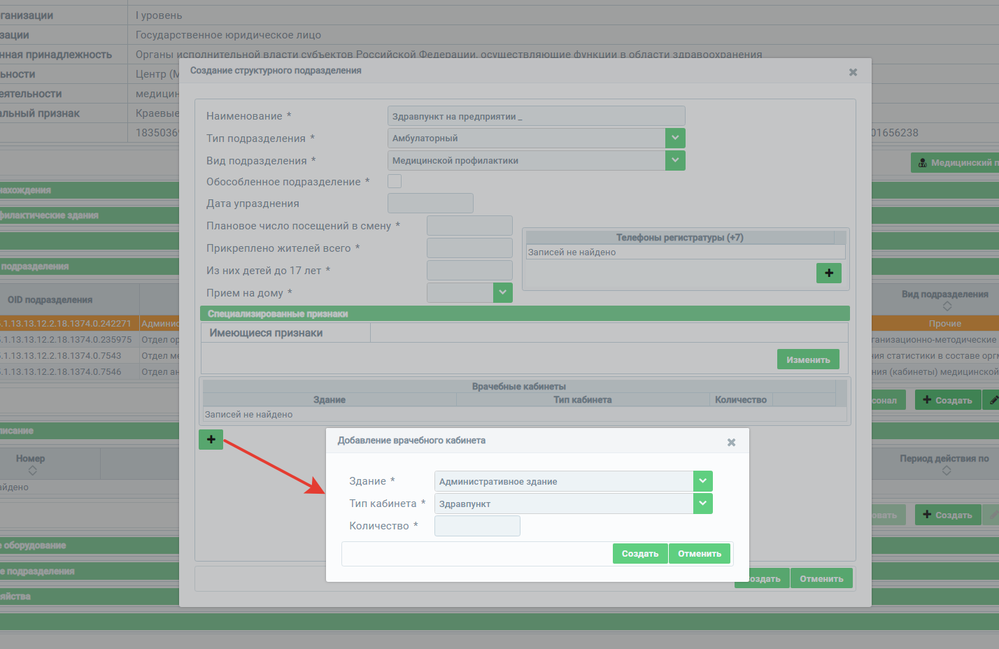 ганизации I уровень
зации Государственное юридическое лицо
нная принадлежность Органы исполнительной власти субъектов Российской Федерации, осуществляющие функции в области здравоохранения
ьности Центр (М
еятельности медицин
альный признак Краевые
1835036 01656238
Создание структурного подразделения
Наименование * Здравпункт на предприятии _
Тип подразделения * Амбулаторный
Вид подразделения * Медицинской профилактики
Обособленное подразделение *
Дата упразднения
Плановое число посещений в смену *
Прикреплено жителей всего *
Из них детей до 17 лет *
Прием на дому *
Телефоны регистратуры (+7)
Записей не найдено
Специализированные признаки
Имеющиеся признаки
Изменить
Врачебные кабинеты
Здание Тип кабинета Количество
Записей не найдено
Добавление врачебного кабинета
Здание * Административное здание
Тип кабинета * Здравпункт
Количество *
Создать Отменить
оздать Отменить
Медицинский п
нахождения
филактические здания
подразделения
OID подразделения Вид подразделения
.1.13.13.12.2.18.1374.0.242271 Админис Прочие
.1.13.13.12.2.18.1374.0.235975 Отдел ор ганизационно-методические
.1.13.13.12.2.18.1374.0.7543 Отдел ме ния статистики в составе орг
.1.13.13.12.2.18.1374.0.7546 Отдел ан ния (кабинеты) медицинской
сонал Создать
писание
Номер Период действия по
айдено
овать Создать
е оборудование
е подразделения
яйства